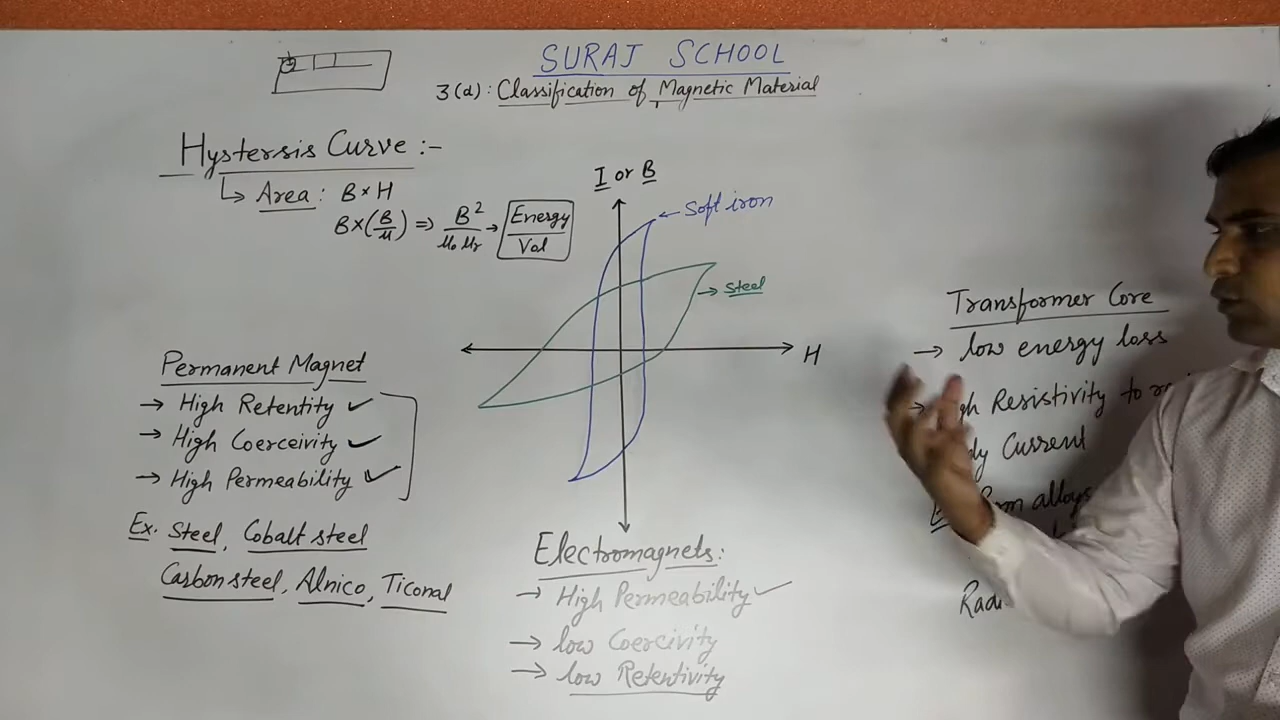 SURAJ SCHOOL
3(d): Classification of Magnetic Material
Hystersis Curve :-
↳ Area : B × H
B×(B/μ) ⇒ B²/μ₀μᵣ → Energy/Vol
I or B
← Soft iron
→ Steel
H
Permanent Magnet
→ High Retentity ✓
→ High Coerceivity ✓
→ High Permeability ✓
Ex. Steel, Cobalt steel
Carbon steel, Alnico, Ticonal
Electromagnets:
→ High Permeability ✓
→ low Coercivity
→ low Retentivity
Transformer Core
→ low energy loss
→ Resistivity to
Current
alloys